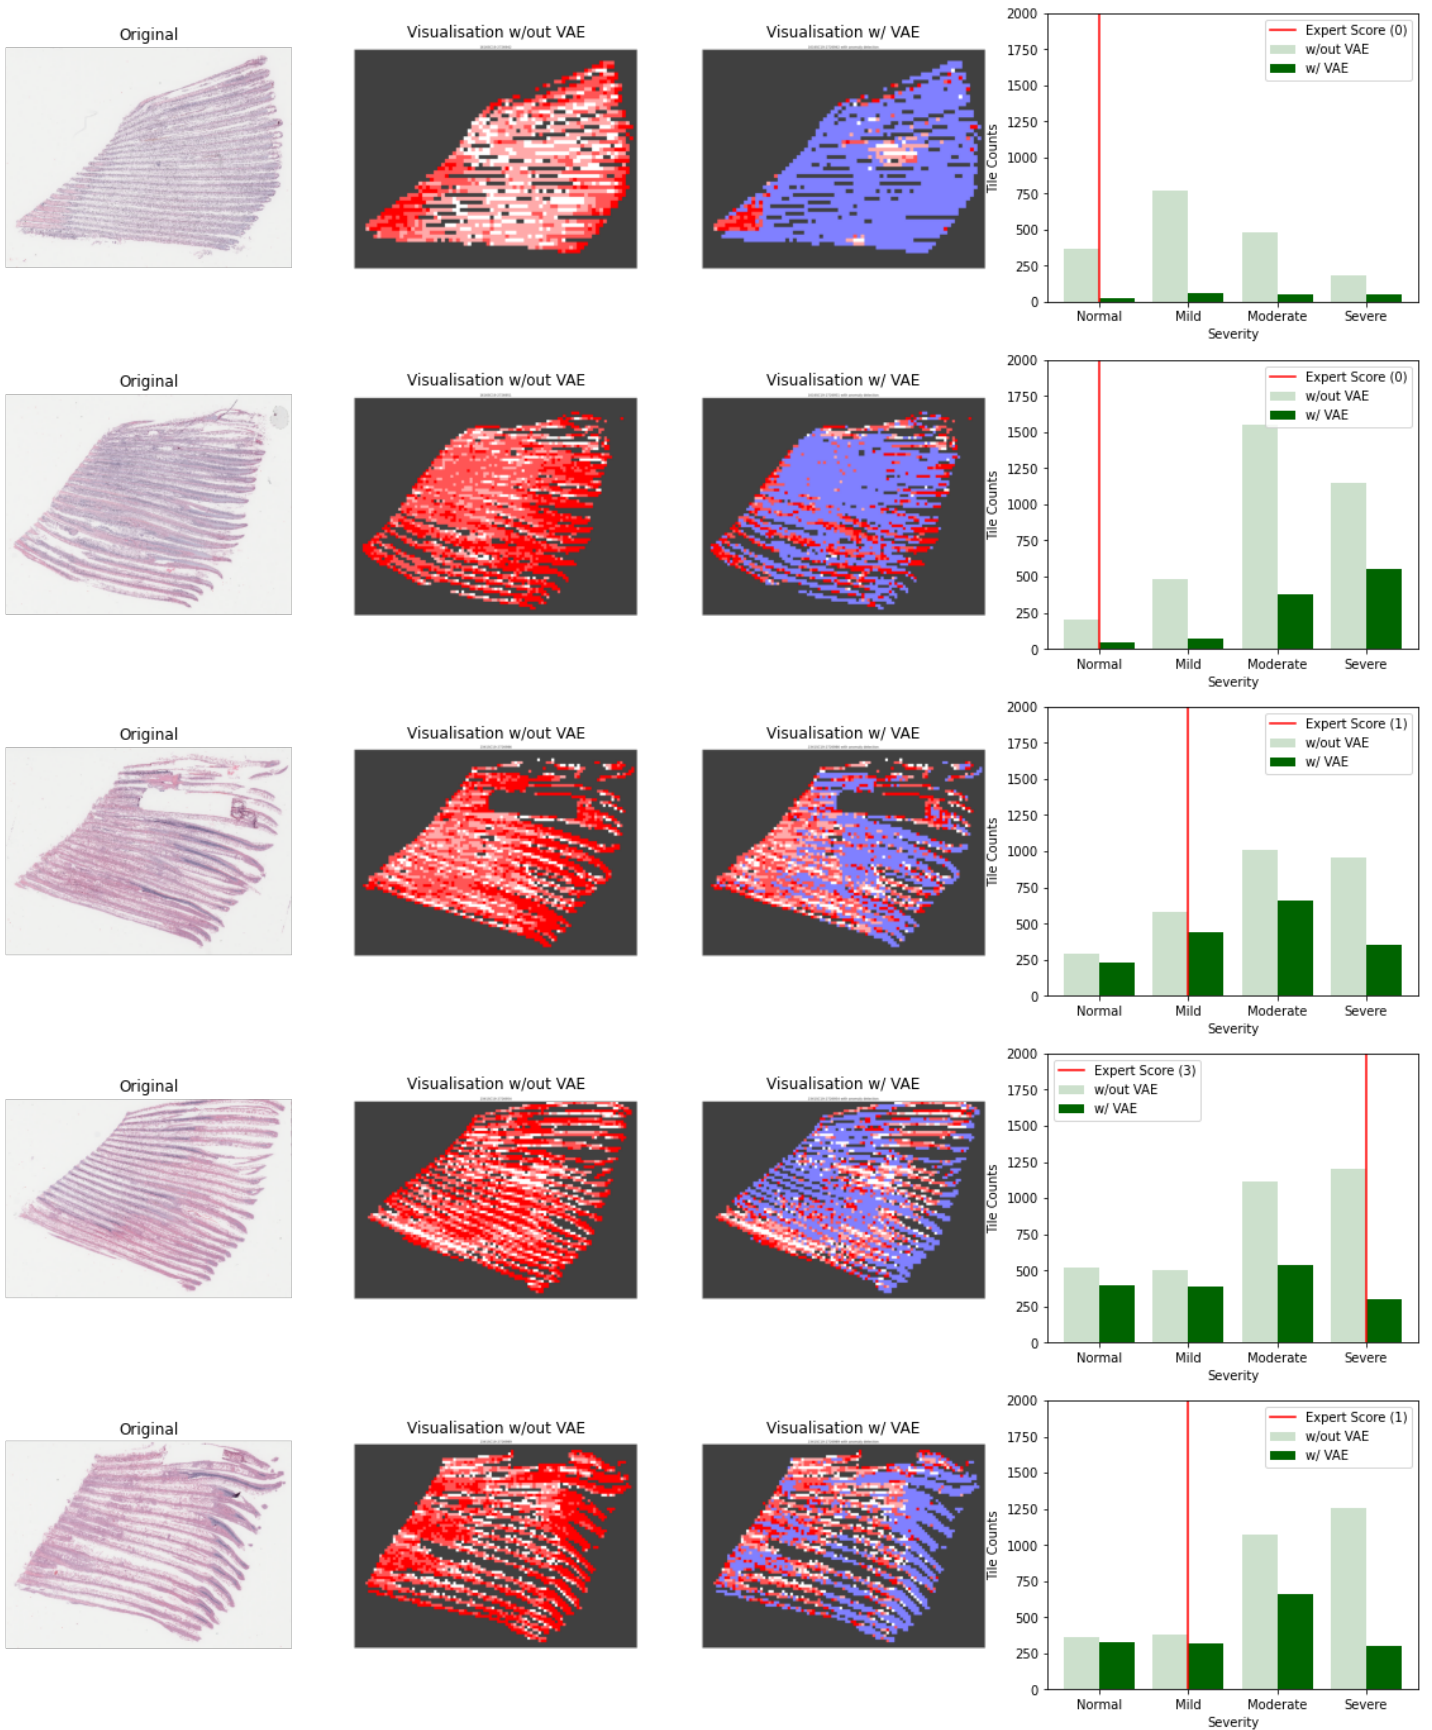 Original
Visualisation w/out VAE
Visualisation w/ VAE
2000
1750
1500
1250
1000
750
500
250
0
Tile Counts
Expert Score (0)
w/out VAE
w/ VAE
Normal Mild Moderate Severe
Severity
Original
Visualisation w/out VAE
Visualisation w/ VAE
2000
1750
1500
1250
1000
750
500
250
0
Tile Counts
Expert Score (0)
w/out VAE
w/ VAE
Normal Mild Moderate Severe
Severity
Original
Visualisation w/out VAE
Visualisation w/ VAE
2000
1750
1500
1250
1000
750
500
250
0
Tile Counts
Expert Score (1)
w/out VAE
w/ VAE
Normal Mild Moderate Severe
Severity
Original
Visualisation w/out VAE
Visualisation w/ VAE
2000
1750
1500
1250
1000
750
500
250
0
Tile Counts
Expert Score (3)
w/out VAE
w/ VAE
Normal Mild Moderate Severe
Severity
Original
Visualisation w/out VAE
Visualisation w/ VAE
2000
1750
1500
1250
1000
750
500
250
0
Tile Counts
Expert Score (1)
w/out VAE
w/ VAE
Normal Mild Moderate Severe
Severity